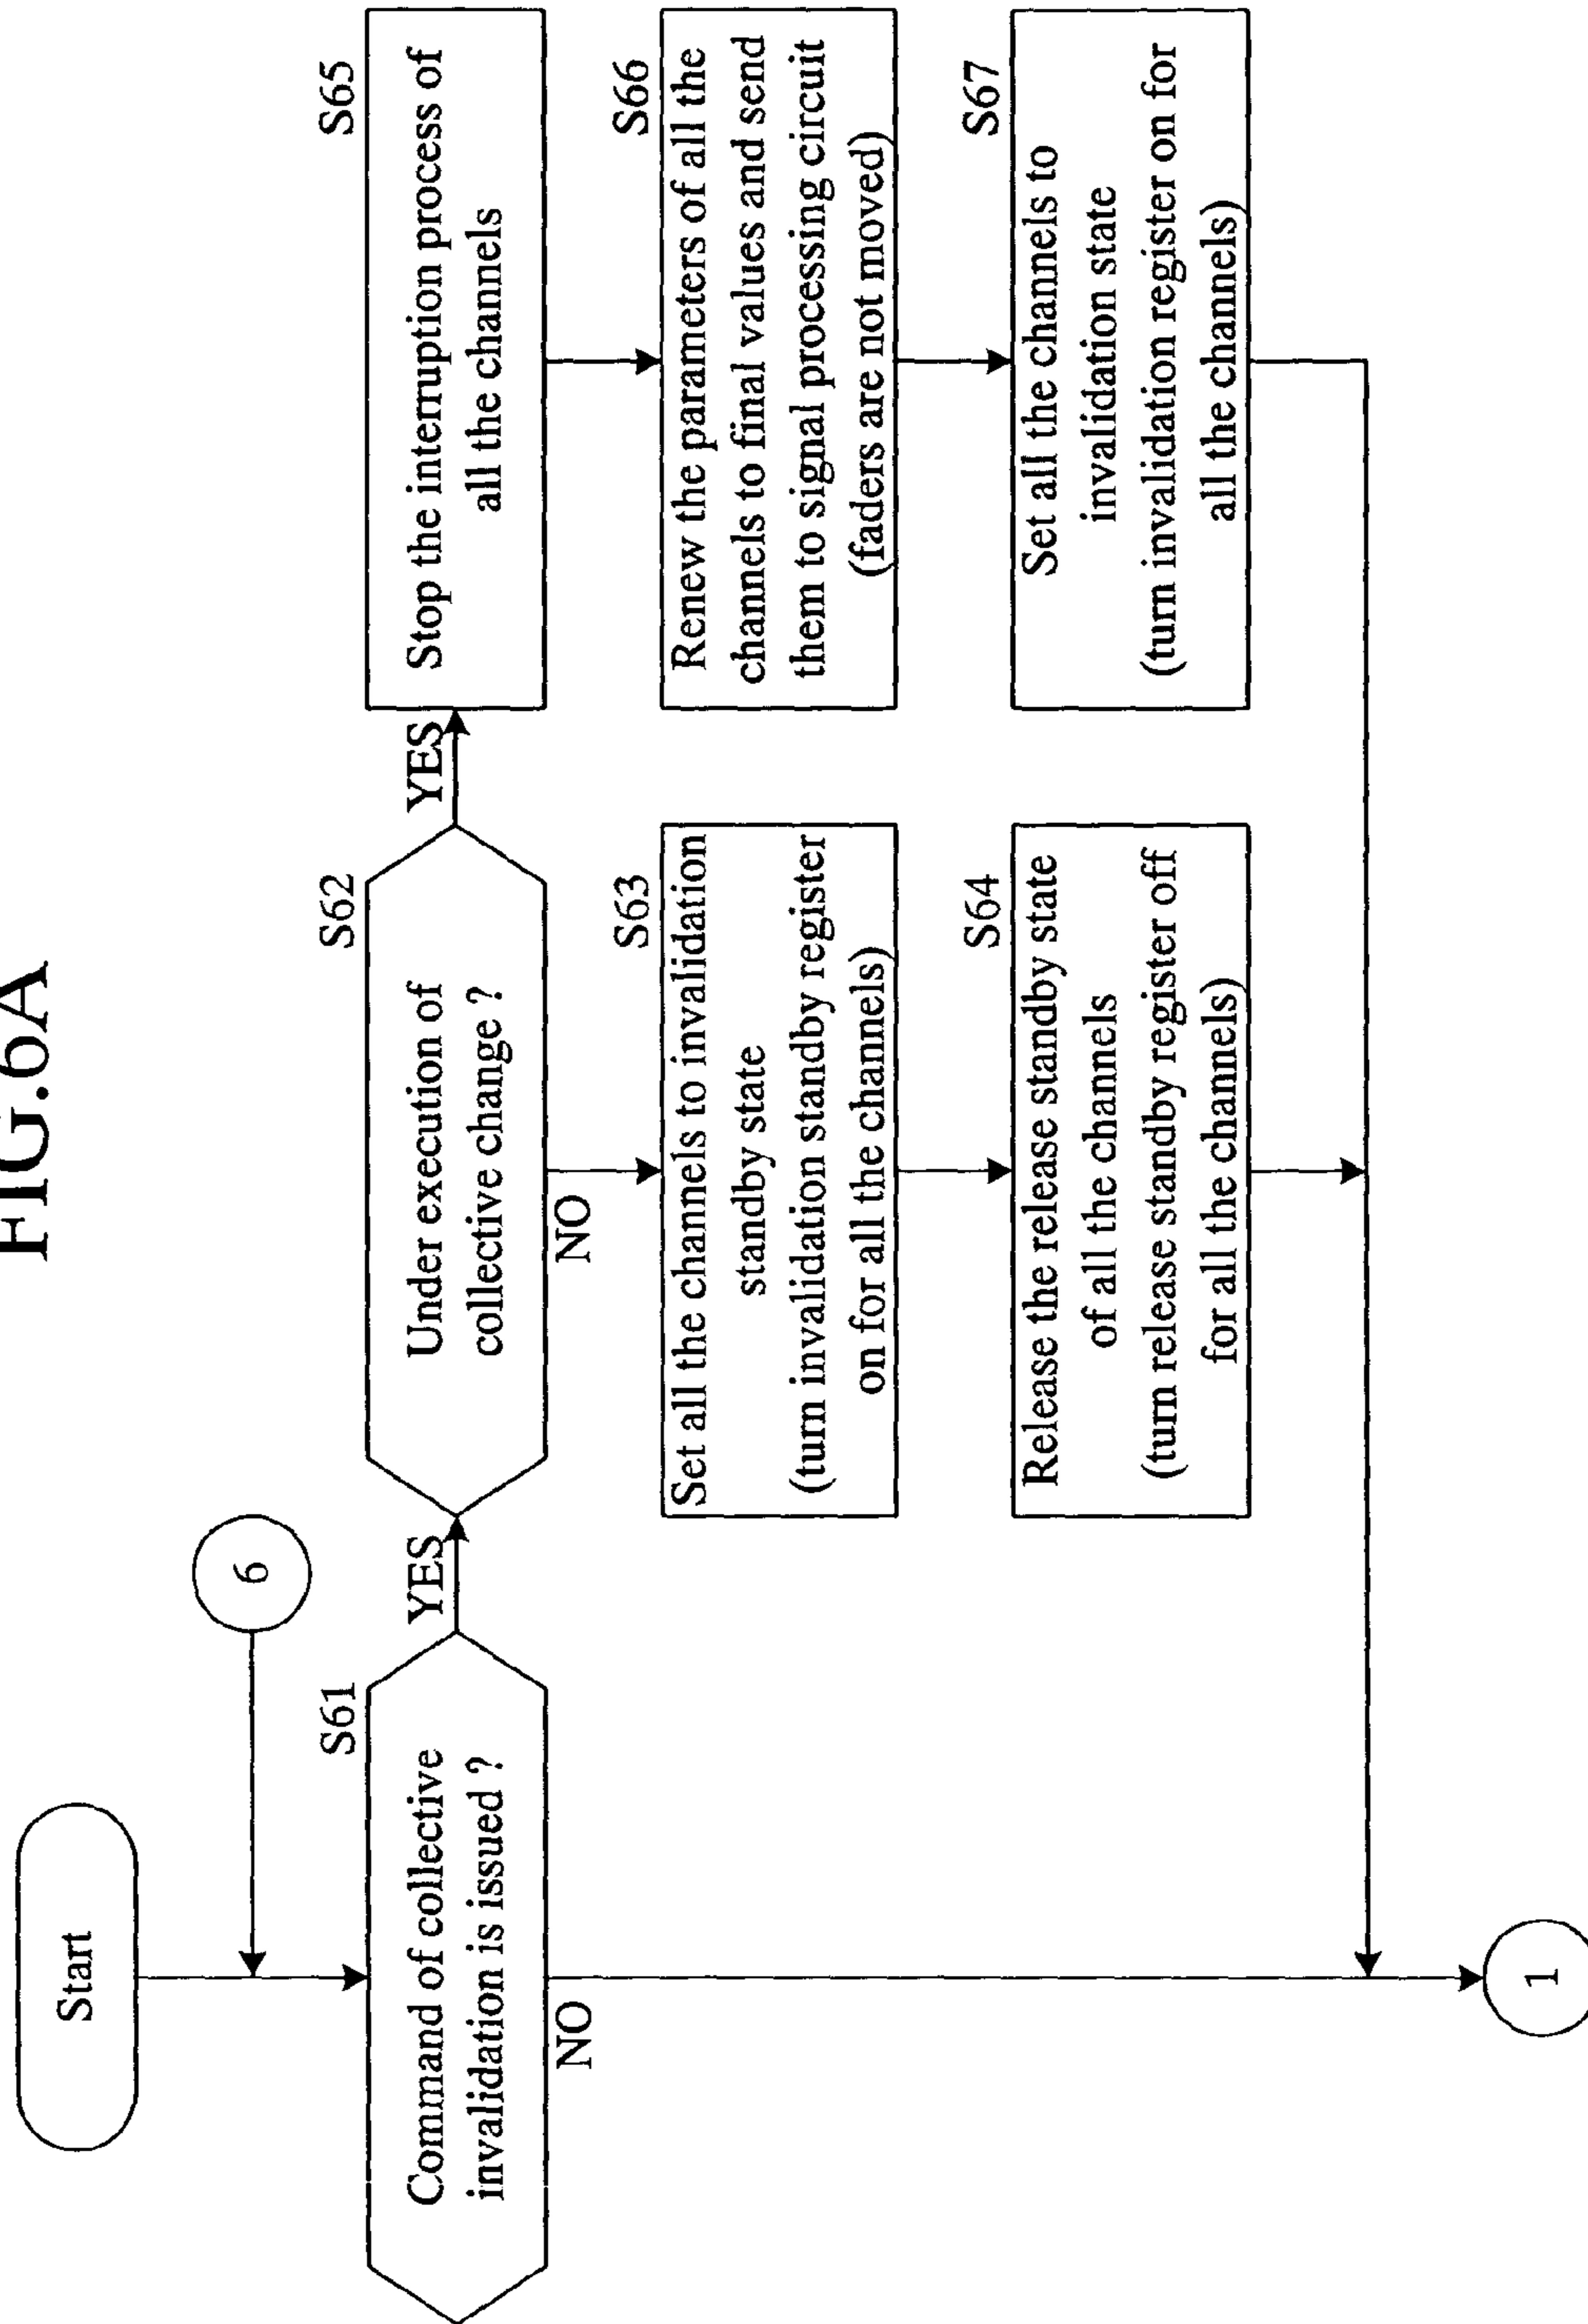 FIG.6A
Start
6
S61
Command of collective
invalidation is issued ?
YES
NO
S62
Under execution of
collective change ?
YES
NO
S63
Set all the channels to invalidation
standby state
(turn invalidation standby register
on for all the channels)
S64
Release the release standby state
of all the channels
(turn release standby register off
for all the channels)
S65
Stop the interruption process of
all the channels
S66
Renew the parameters of all the
channels to final values and send
them to signal processing circuit
(faders are not moved)
S67
Set all the channels to
invalidation state
(turn invalidation register on for
all the channels)
1